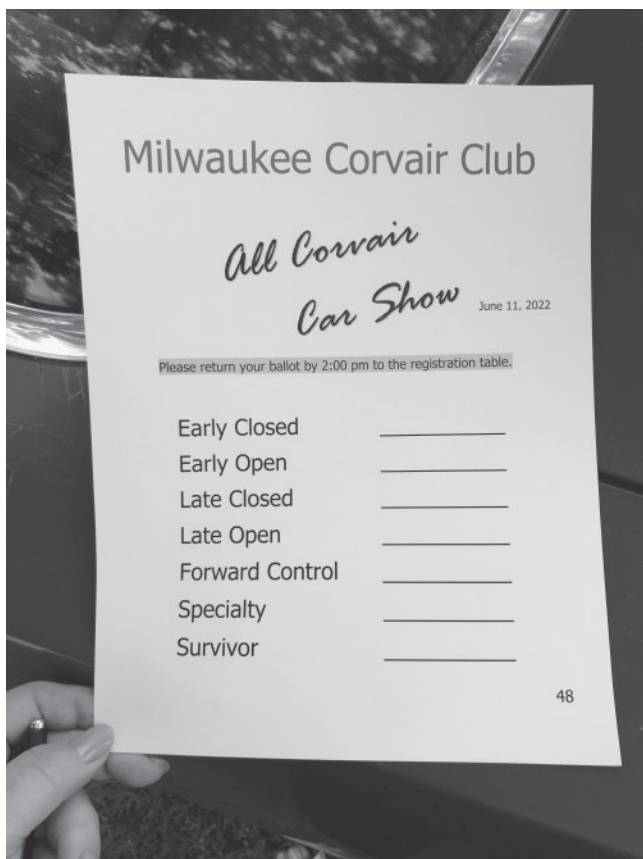 Milwaukee Corvair Club
All Corvair
Car Show
June 11, 2022
Please return your ballot by 2:00 pm to the registration table.
Early Closed
Early Open
Late Closed
Late Open
Forward Control
Specialty
Survivor
48